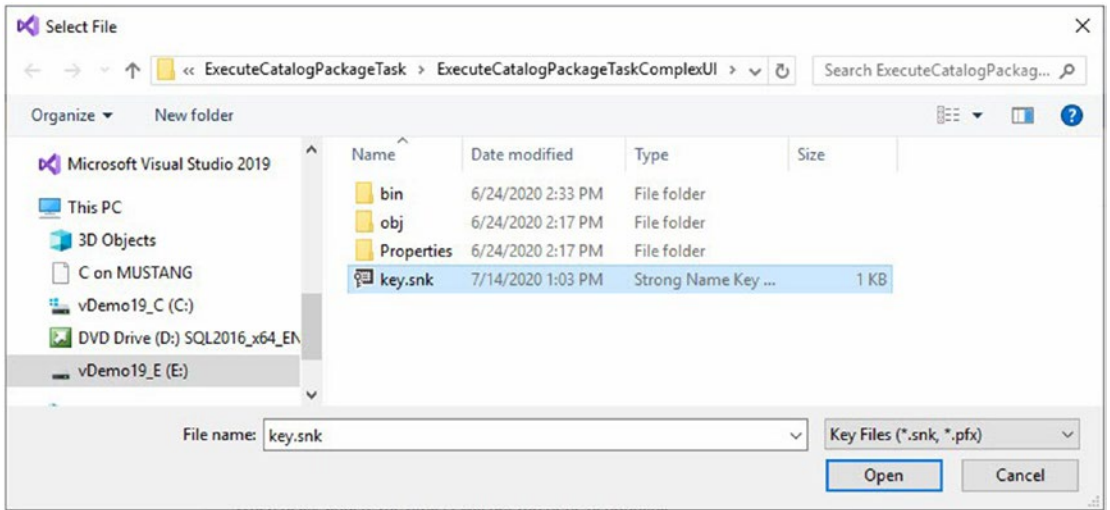 Select File
« ExecuteCatalogPackageTask > ExecuteCatalogPackageTaskComplexUI >
Search ExecuteCatalogPackag...
Organize
New folder
Name
Date modified
Type
Size
Microsoft Visual Studio 2019
This PC
3D Objects
C on MUSTANG
vDemo19_C (C:)
DVD Drive (D:) SQL2016_x64_EN
vDemo19_E (E:)
bin 6/24/2020 2:33 PM File folder
obj 6/24/2020 2:17 PM File folder
Properties 6/24/2020 2:17 PM File folder
key.snk 7/14/2020 1:03 PM Strong Name Key ... 1 KB
File name: key.snk
Key Files (*.snk, *.pfx)
Open
Cancel